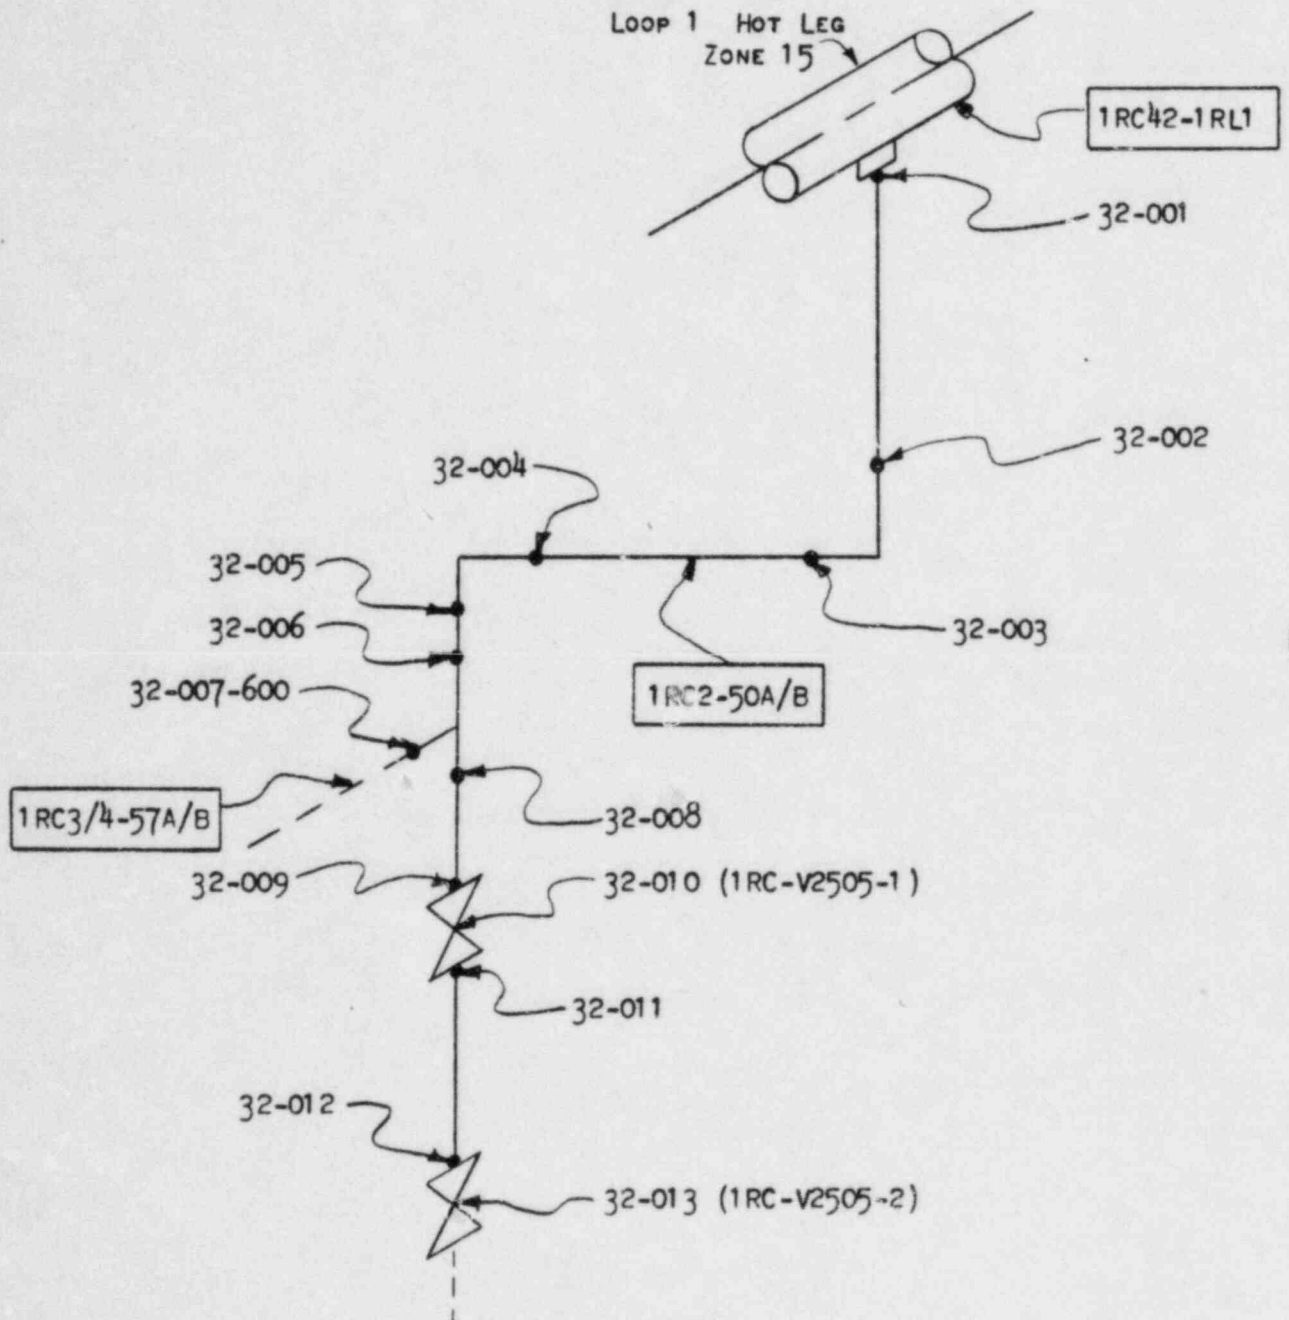 LOOP 1 HOT LEG
ZONE 15
1RC42-1RL1
32-001
32-002
32-004
32-005
32-006
32-003
32-007-600
1RC2-50A/B
1RC3/4-57A/B
32-008
32-009
32-010 (1RC-V2505-1)
32-011
32-012
32-013 (1RC-V2505-2)